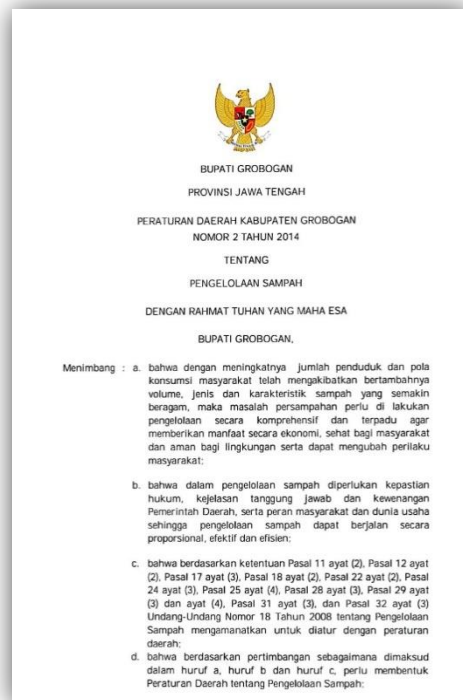 BUPATI GROBOGAN
PROVINSI JAWA TENGAH
PERATURAN DAERAH KABUPATEN GROBOGAN
NOMOR 2 TAHUN 2014
TENTANG
PENGELOLAAN SAMPAH
DENGAN RAHMAT TUHAN YANG MAHA ESA
BUPATI GROBOGAN,
Menimbang : a. bahwa dengan meningkatnya jumlah penduduk dan pola
konsumsi masyarakat telah mengakibatkan bertambahnya
volume, jenis dan karakteristik sampah yang semakin
beragam, maka masalah persampahan perlu di lakukan
pengelolaan secara komprehensif dan terpadu agar
memberikan manfaat secara ekonomi, sehat bagi masyarakat
dan aman bagi lingkungan serta dapat mengubah perilaku
masyarakat;
b. bahwa dalam pengelolaan sampah diperlukan kepastian
hukum, kejelasan tanggung jawab dan kewenangan
Pemerintah Daerah, serta peran masyarakat dan dunia usaha
sehingga pengelolaan sampah dapat berjalan secara
proporsional, efektif dan efisien;
c. bahwa berdasarkan ketentuan Pasal 11 ayat (2), Pasal 12 ayat
(2), Pasal 17 ayat (3), Pasal 18 ayat (2), Pasal 22 ayat (2), Pasal
24 ayat (3), Pasal 25 ayat (4), Pasal 28 ayat (3), Pasal 29 ayat
(3) dan ayat (4), Pasal 31 ayat (3), dan Pasal 32 ayat (3)
Undang-Undang Nomor 18 Tahun 2008 tentang Pengelolaan
Sampah mengamanatkan untuk diatur dengan peraturan
daerah;
d. bahwa berdasarkan pertimbangan sebagaimana dimaksud
dalam huruf a, huruf b dan huruf c, perlu membentuk
Peraturan Daerah tentang Pengelolaan Sampah;